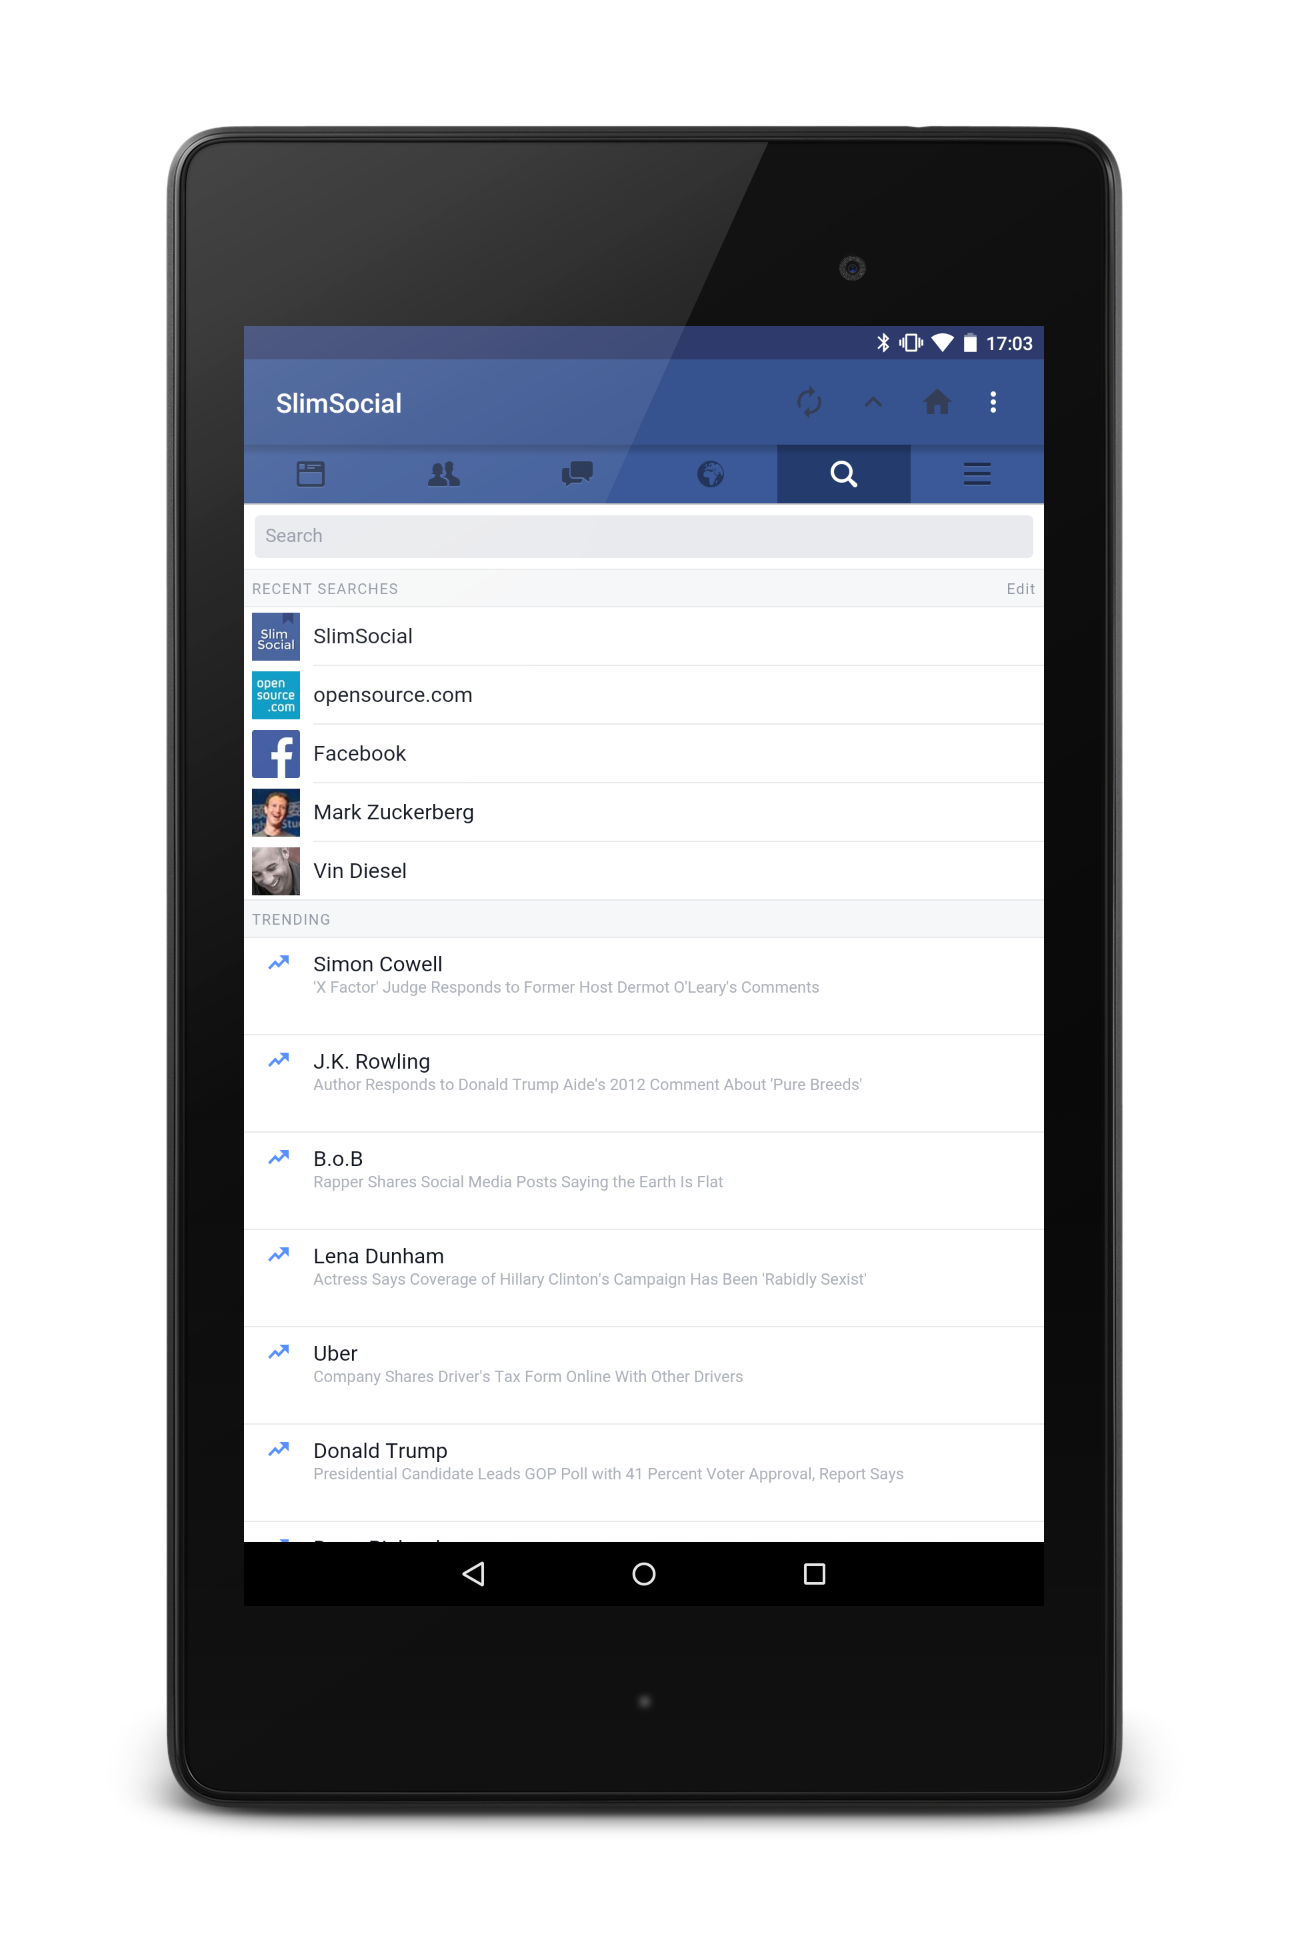 17:03
SlimSocial
Search
RECENT SEARCHES Edit
Slim
Social
SlimSocial
open
source
.com
opensource.com
Facebook
Mark Zuckerberg
Vin Diesel
TRENDING
Simon Cowell
'X Factor' Judge Responds to Former Host Dermot O'Leary's Comments
J.K. Rowling
Author Responds to Donald Trump Aide's 2012 Comment About 'Pure Breeds'
B.o.B
Rapper Shares Social Media Posts Saying the Earth Is Flat
Lena Dunham
Actress Says Coverage of Hillary Clinton's Campaign Has Been 'Rabidly Sexist'
Uber
Company Shares Driver's Tax Form Online With Other Drivers
Donald Trump
Presidential Candidate Leads GOP Poll with 41 Percent Voter Approval, Report Says